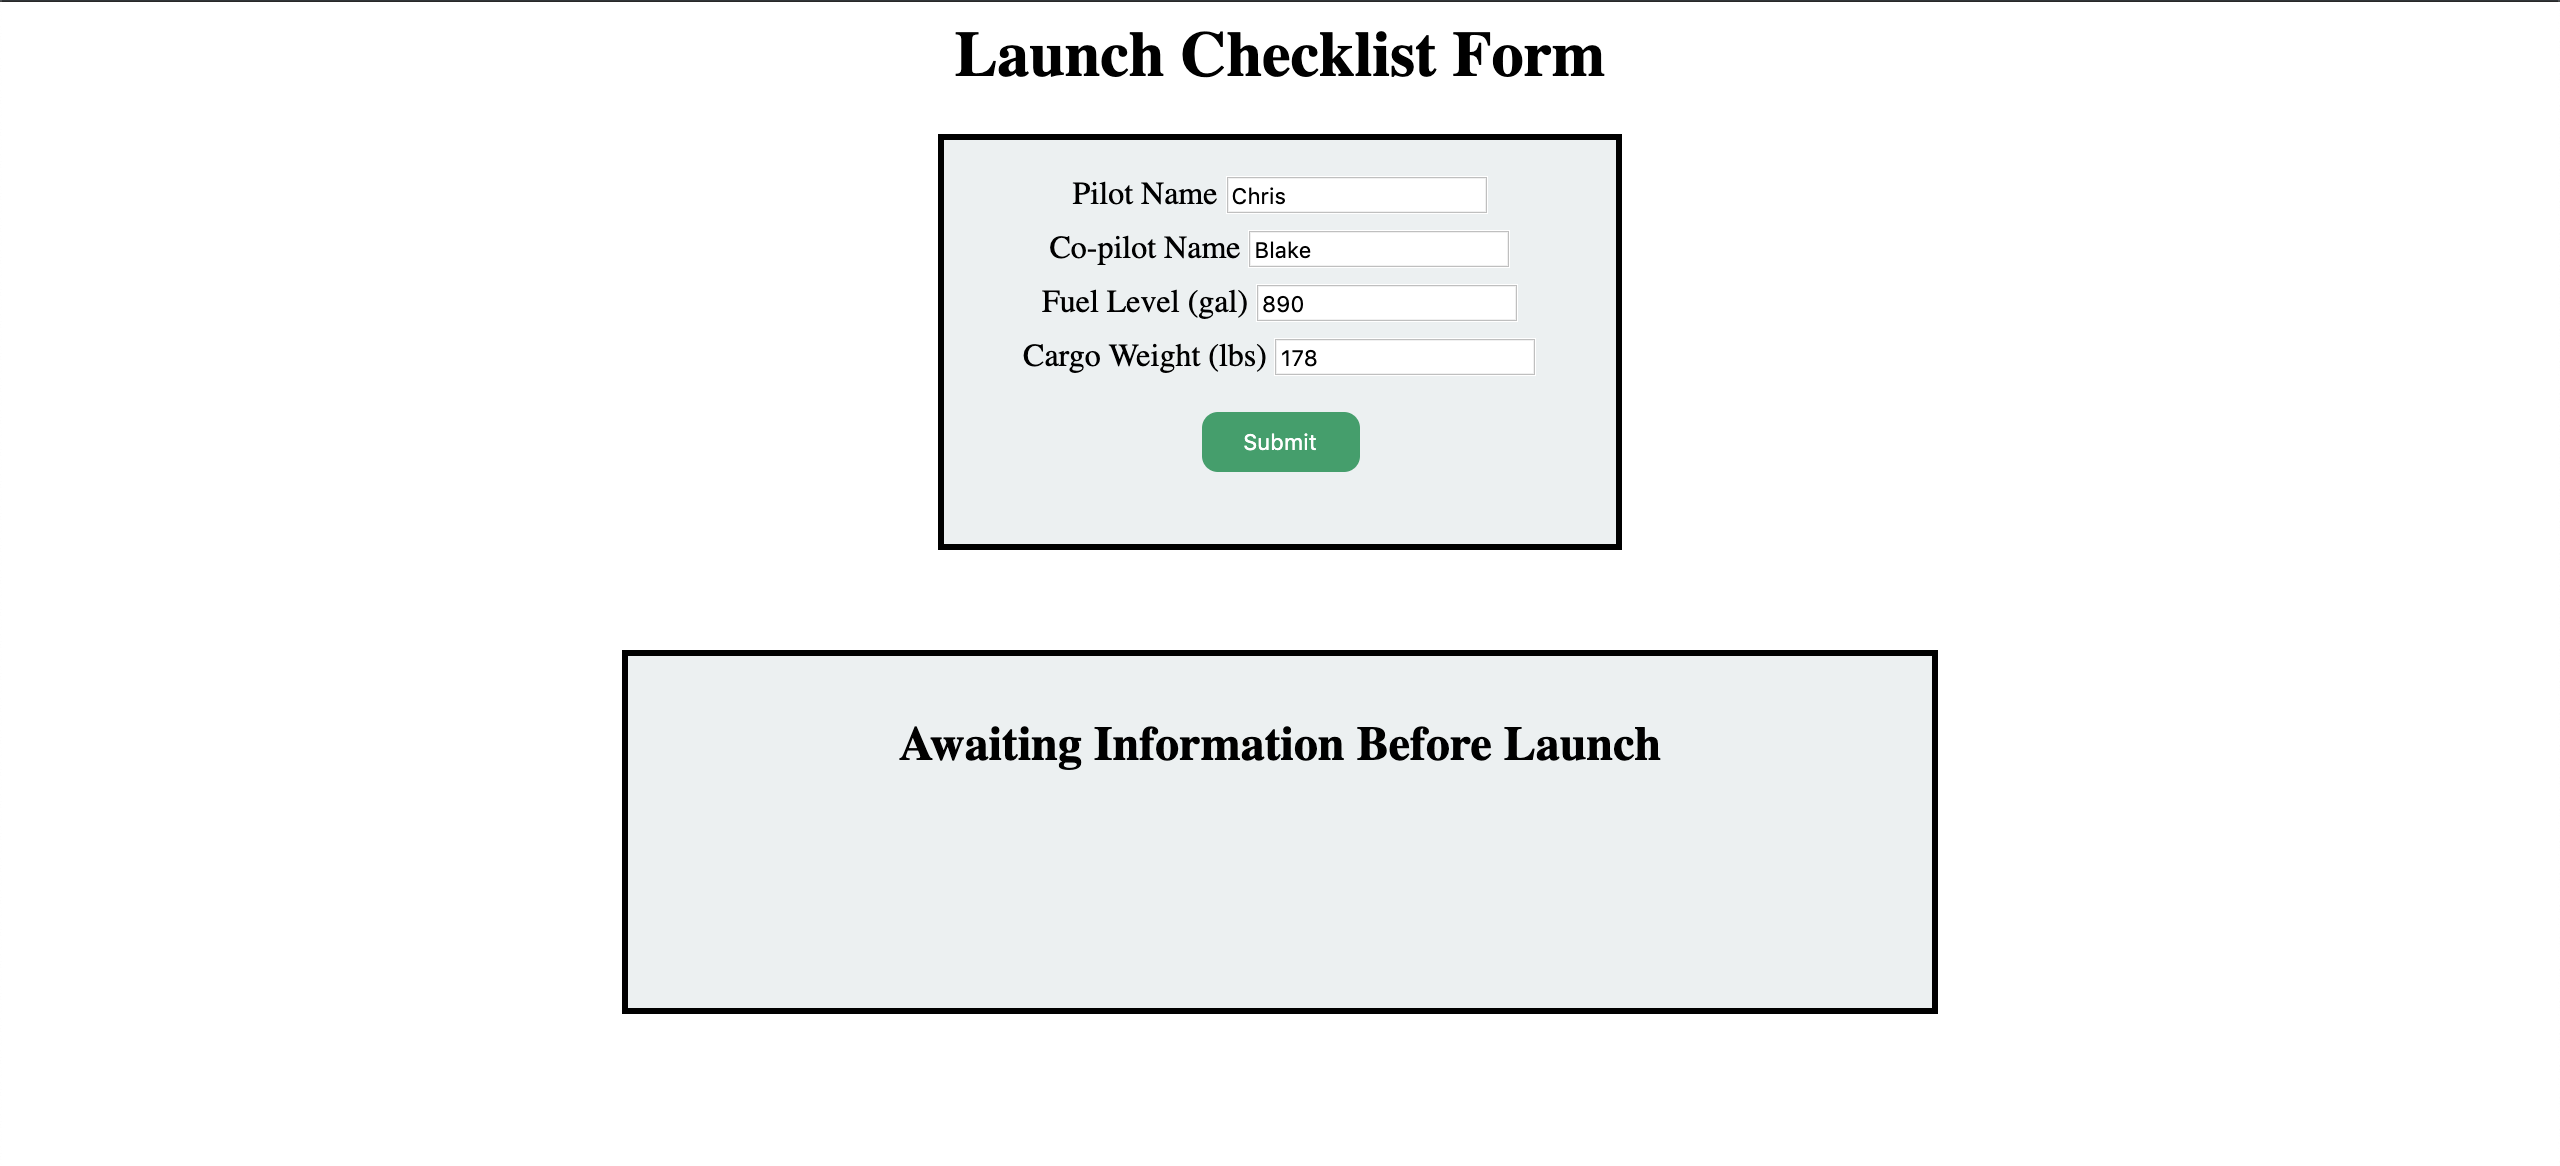 Launch Checklist Form
Pilot Name Chris
Co-pilot Name Blake
Fuel Level (gal) 890
Cargo Weight (lbs) 178
Submit
Awaiting Information Before Launch